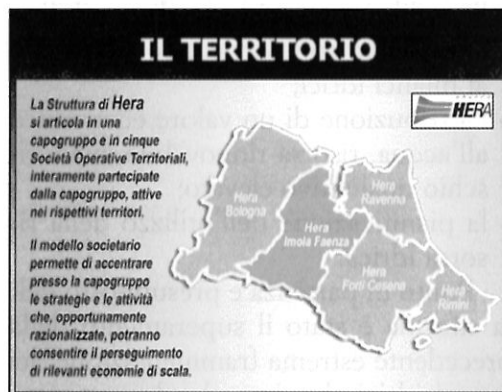 IL TERRITORIO
La Struttura di Hera
si articola in una
capogruppo e in cinque
Società Operative Territoriali,
interamente partecipate
dalla capogruppo, attive
nei rispettivi territori.
Il modello societario
permette di accentrare
presso la capogruppo
le strategie e le attività
che, opportunamente
razionalizzate, potranno
consentire il perseguimento
di rilevanti economie di scala.
HERA
Hera
Bologna
Hera
Ravenna
Hera
Imola Faenza
Hera
Forlì Cesena
Hera
Rimini